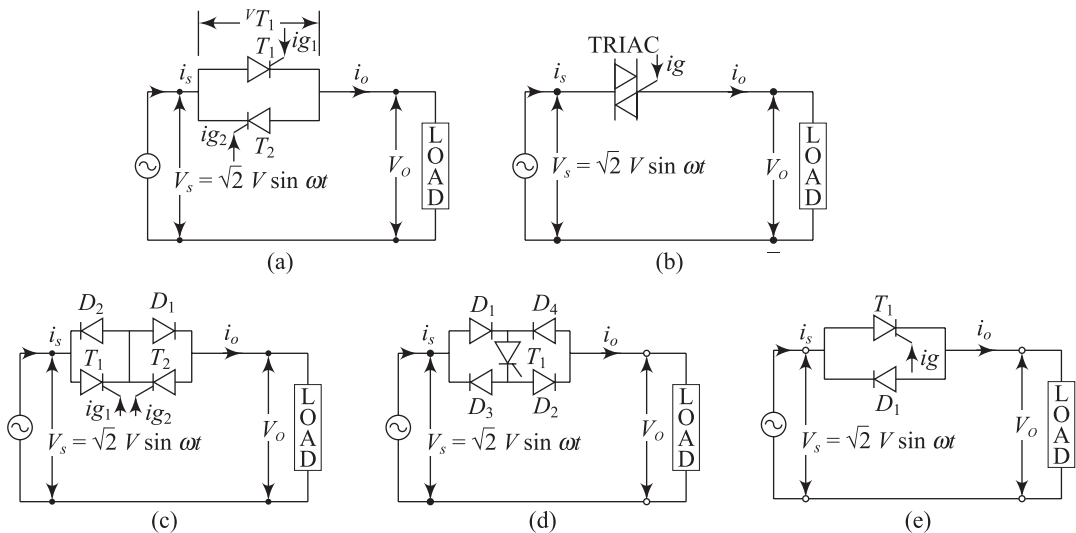 VT1
T1 ig1
is
io
ig2
T2
Vs = √2 V sin ωt
Vo
LOAD
(a)
TRIAC
ig
is
io
Vs = √2 V sin ωt
Vo
LOAD
(b)
D2 D1
is
io
T1 T2
ig1 ig2
Vs = √2 V sin ωt
Vo
LOAD
(c)
D1 D4
is
io
T1
D3 D2
Vs = √2 V sin ωt
Vo
LOAD
(d)
T1
is
io
ig
D1
Vs = √2 V sin ωt
Vo
LOAD
(e)